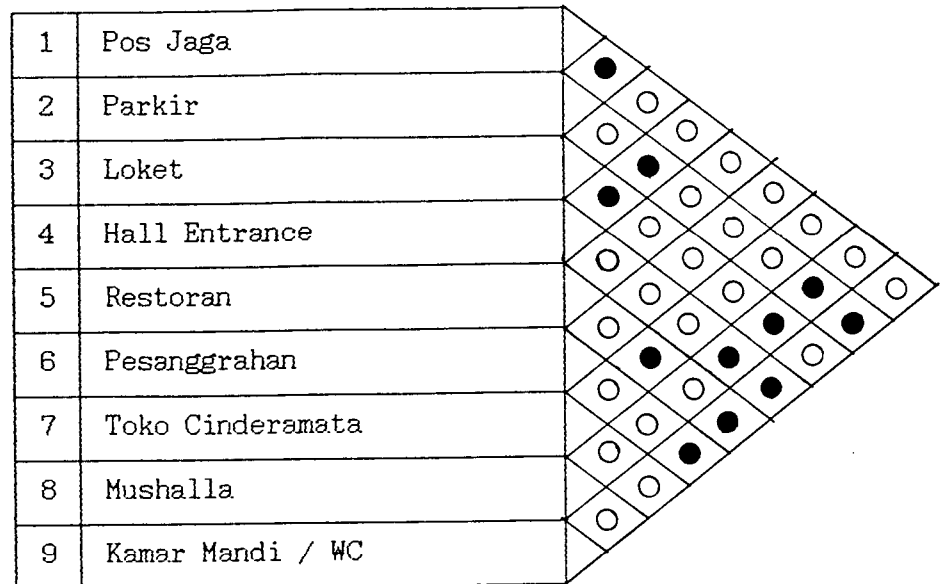 1 Pos Jaga
2 Parkir
3 Loket
4 Hall Entrance
5 Restoran
6 Pesanggrahan
7 Toko Cinderamata
8 Mushalla
9 Kamar Mandi / WC